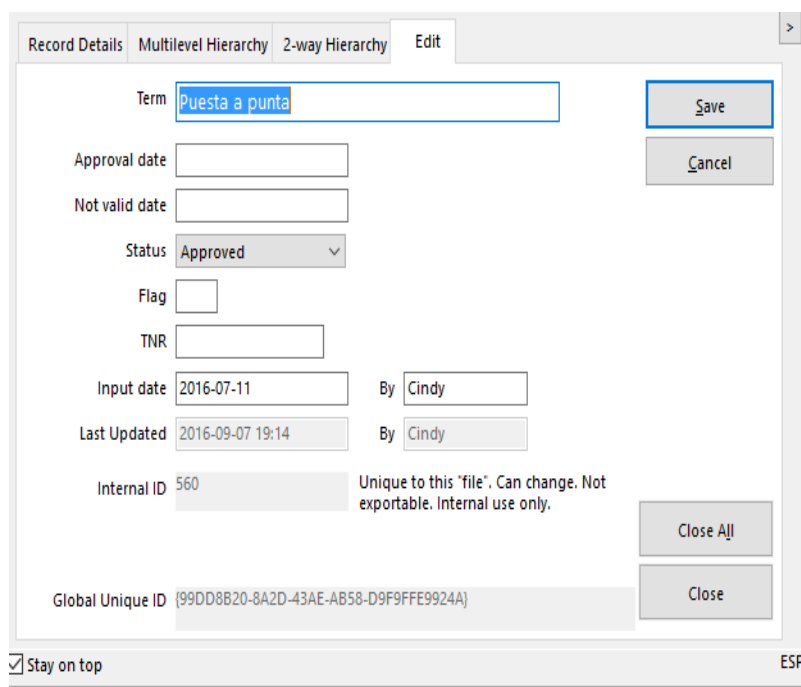 >
Record Details Multilevel Hierarchy 2-way Hierarchy Edit
Term Puesta a punta Save
Approval date Cancel
Not valid date
Status Approved
Flag
TNR
Input date 2016-07-11 By Cindy
Last Updated 2016-09-07 19:14 By Cindy
Internal ID 560 Unique to this "file". Can change. Not
exportable. Internal use only.
Close All
Global Unique ID {99DD8B20-8A2D-43AE-AB58-D9F9FFE9924A} Close
Stay on top ESP